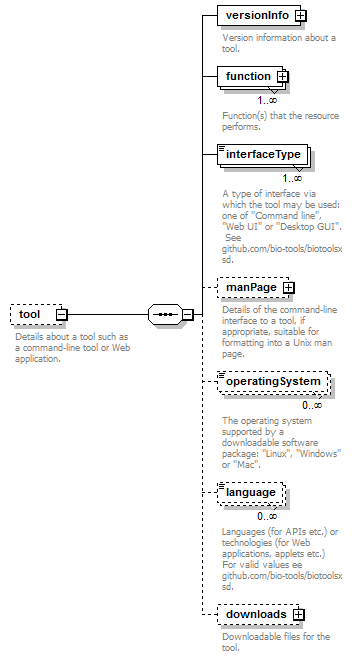 versionInfo
Version information about a
tool.
function
1..∞
Function(s) that the resource
performs.
interfaceType
1..∞
A type of interface via
which the tool may be used:
one of "Command line",
"Web UI" or "Desktop GUI".
See
github.com/bio-tools/biotoolsx
sd.
manPage
Details of the command-line
interface to a tool, if
appropriate, suitable for
formatting into a Unix man
page.
tool
Details about a tool such as
a command-line tool or Web
application.
operatingSystem
0..∞
The operating system
supported by a
downloadable software
package: "Linux", "Windows"
or "Mac".
language
0..∞
Languages (for APIs etc.) or
technologies (for Web
applications, applets etc.)
For valid values ee
github.com/bio-tools/biotoolsx
sd.
downloads
Downloadable files for the
tool.